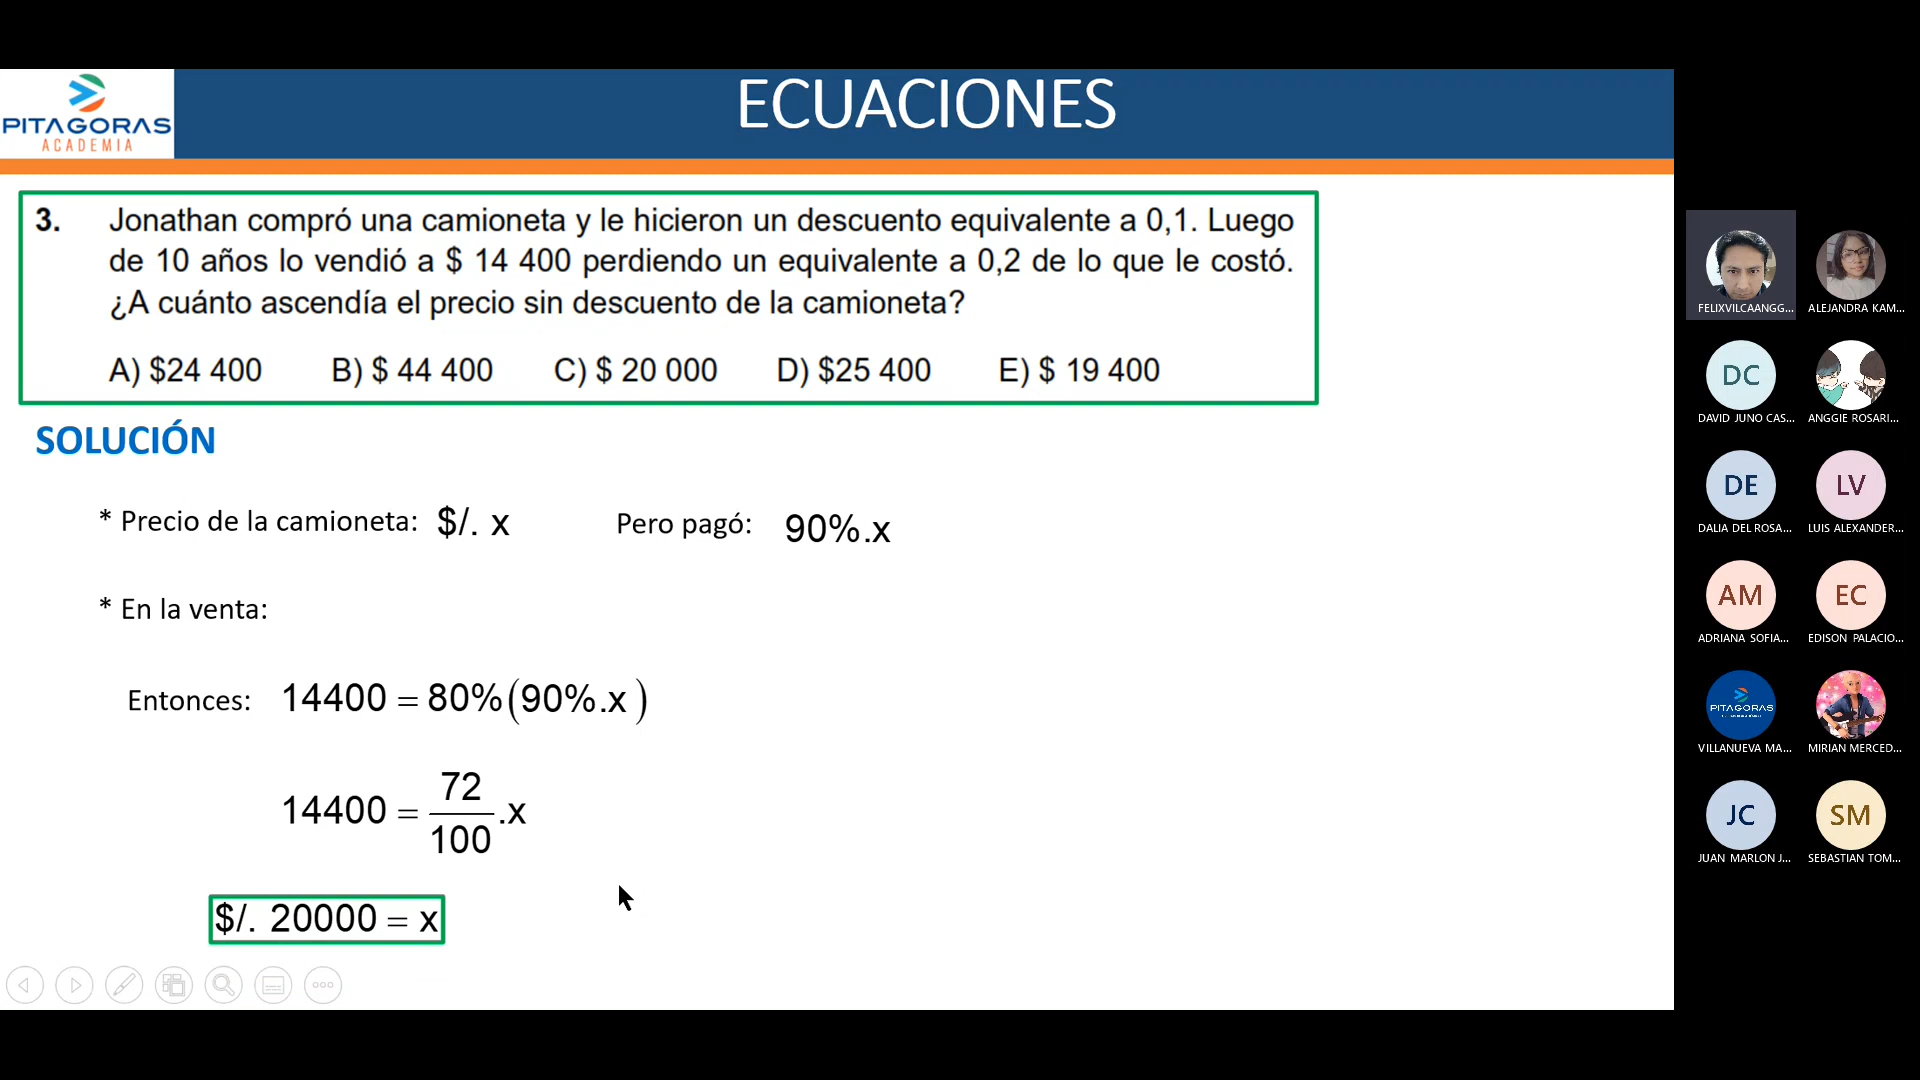 PITAGORAS
ACADEMIA
ECUACIONES
3. Jonathan compró una camioneta y le hicieron un descuento equivalente a 0,1. Luego
de 10 años lo vendió a $ 14 400 perdiendo un equivalente a 0,2 de lo que le costó.
¿A cuánto ascendía el precio sin descuento de la camioneta?
A) $24 400 B) $ 44 400 C) $ 20 000 D) $25 400 E) $ 19 400
SOLUCIÓN
* Precio de la camioneta: $/. x Pero pagó: 90%.x
* En la venta:
Entonces: 14400 = 80%(90%.x )
14400 = 72/100 .x
$/. 20000 = x
FELIXVILCAANGG... ALEJANDRA KAM...
DC
DAVID JUNO CAS... ANGGIE ROSARI...
DE LV
DALIA DEL ROSA... LUIS ALEXANDER...
AM EC
ADRIANA SOFIA... EDISON PALACIO...
PITAGORAS
VILLANUEVA MA... MIRIAN MERCED...
JC SM
JUAN MARLON J... SEBASTIAN TOM...